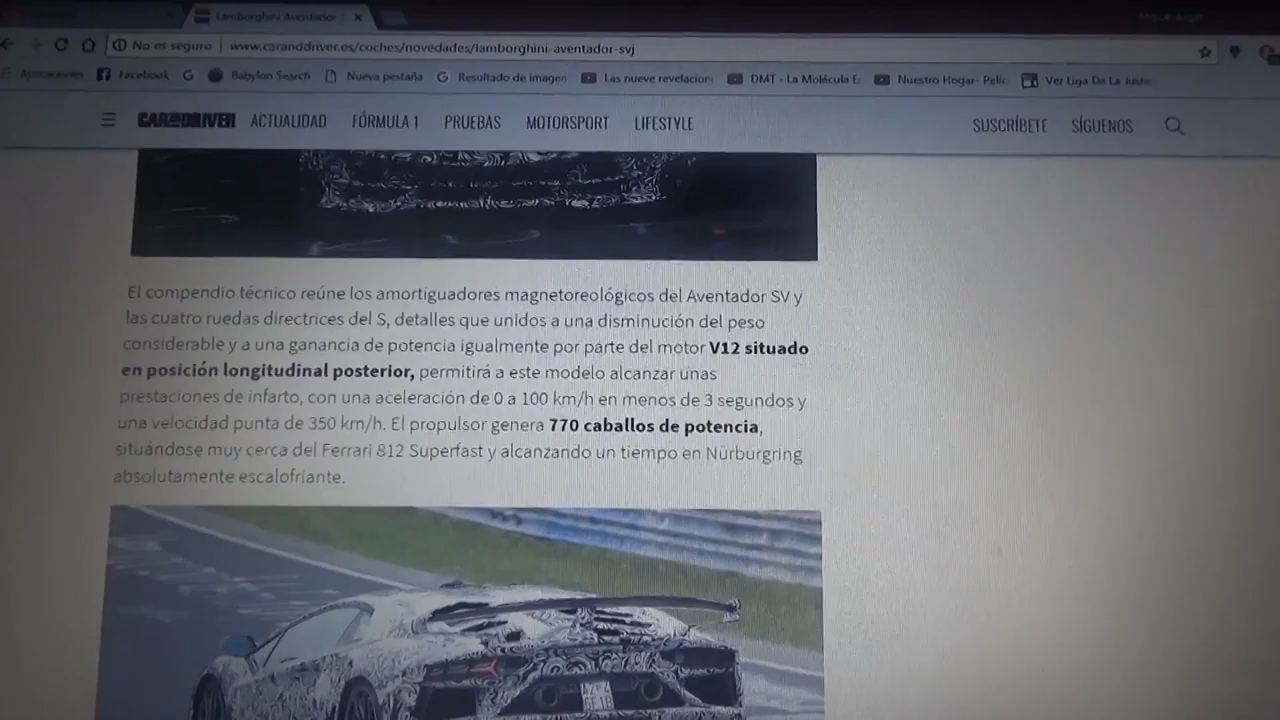 Lamborghini Aventador
No es seguro www.caranddriver.es/coches/novedades/lamborghini-aventador-svj
Aplicaciones Facebook Babylon Search Nueva pestaña Resultado de imagen Las nueve revelacion DMT - La Molécula E Nuestro Hogar- Pelíc Ver Liga De La Justic
CAR AND DRIVER ACTUALIDAD FÓRMULA 1 PRUEBAS MOTORSPORT LIFESTYLE SUSCRÍBETE SÍGUENOS
El compendio técnico reúne los amortiguadores magnetoreológicos del Aventador SV y
las cuatro ruedas directrices del S, detalles que unidos a una disminución del peso
considerable y a una ganancia de potencia igualmente por parte del motor V12 situado
en posición longitudinal posterior, permitirá a este modelo alcanzar unas
prestaciones de infarto, con una aceleración de 0 a 100 km/h en menos de 3 segundos y
una velocidad punta de 350 km/h. El propulsor genera 770 caballos de potencia,
situándose muy cerca del Ferrari 812 Superfast y alcanzando un tiempo en Nürburgring
absolutamente escalofriante.